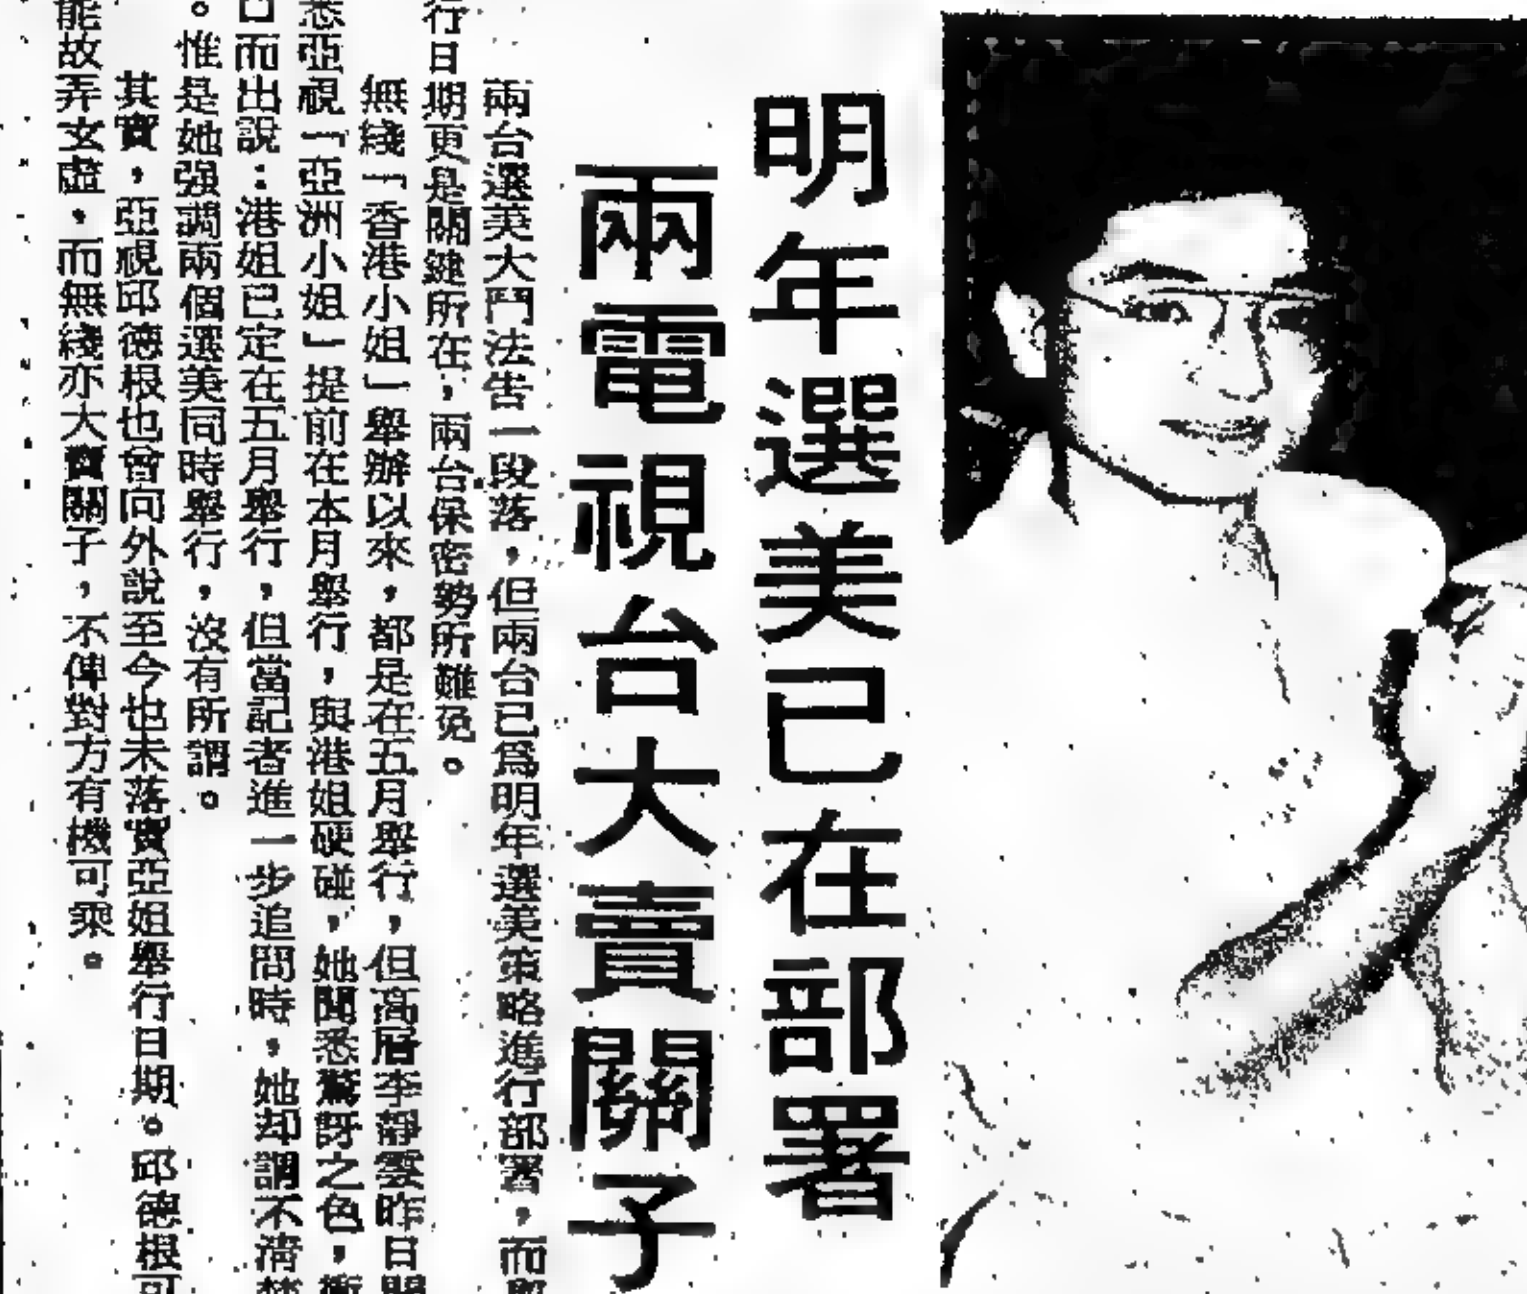 明年選美已在部署
兩電視台大賣關子
兩台選美大鬥法告一段落，但兩台已爲明年選美策略進行部署，而
行日期更是關鍵所在，兩台保密勢所難免。
無綫「香港小姐」舉辦以來，都是在五月舉行，但高層李靜雯昨日
悉亞視「亞洲小姐」提前在本月舉行，與港姐硬碰，她聞悉驚訝之色，衝
口而出說：港姐已定在五月舉行，但當記者進一步追問時，她却謂不清楚
。惟是她强調兩個選美同時舉行，沒有所謂。
其實，亞視邱德根也曾向外說至今也未落實亞姐舉行日期。邱德根可
能故弄玄虛，而無綫亦大賣關子，不俾對方有機可乘。